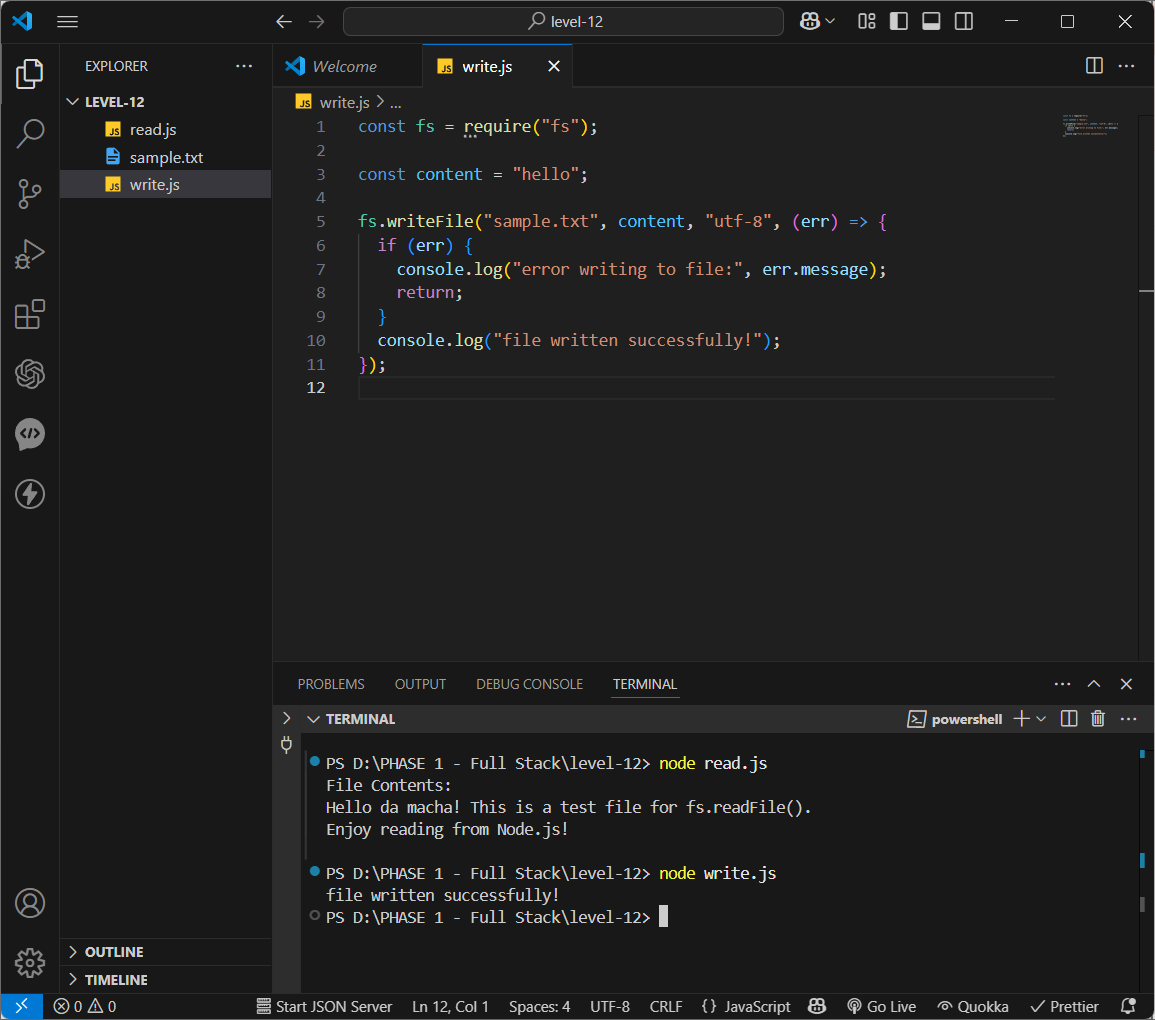 level-12
EXPLORER
LEVEL-12
JS read.js
sample.txt
JS write.js
OUTLINE
TIMELINE
Welcome
JS write.js
JS write.js > ...
1 const fs = require("fs");
2
3 const content = "hello";
4
5 fs.writeFile("sample.txt", content, "utf-8", (err) => {
6 if (err) {
7 console.log("error writing to file:", err.message);
8 return;
9 }
10 console.log("file written successfully!");
11 });
12
PROBLEMS OUTPUT DEBUG CONSOLE TERMINAL
TERMINAL
powershell
PS D:\PHASE 1 - Full Stack\level-12> node read.js
File Contents:
Hello da macha! This is a test file for fs.readFile().
Enjoy reading from Node.js!
PS D:\PHASE 1 - Full Stack\level-12> node write.js
file written successfully!
PS D:\PHASE 1 - Full Stack\level-12>
0 0 Start JSON Server Ln 12, Col 1 Spaces: 4 UTF-8 CRLF {} JavaScript Go Live Quokka Prettier